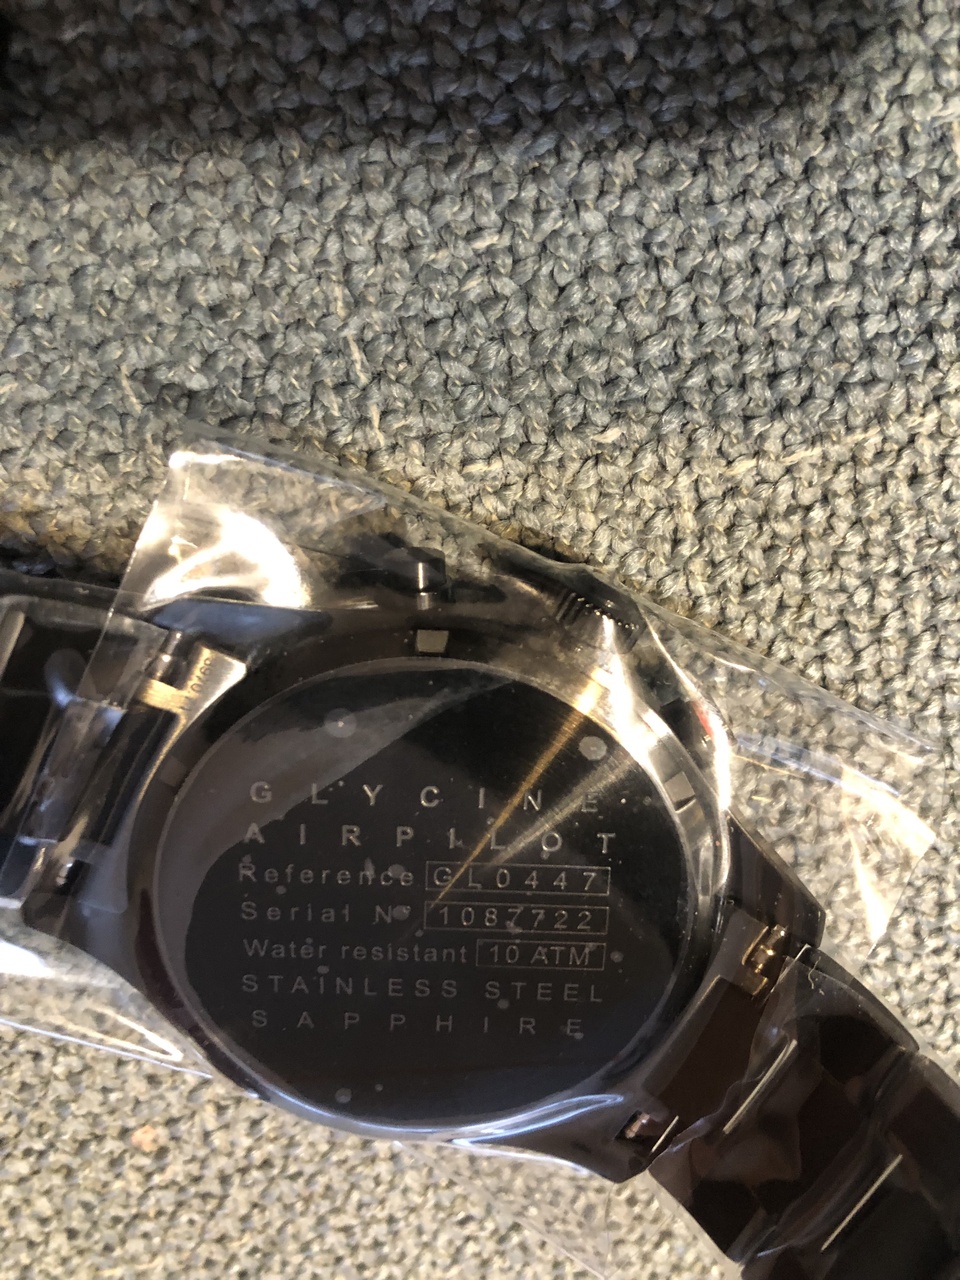 GLYCINE
AIRPILOT
Reference GL0447
Serial N° 1087722
Water resistant 10 ATM
STAINLESS STEEL
SAPPHIRE